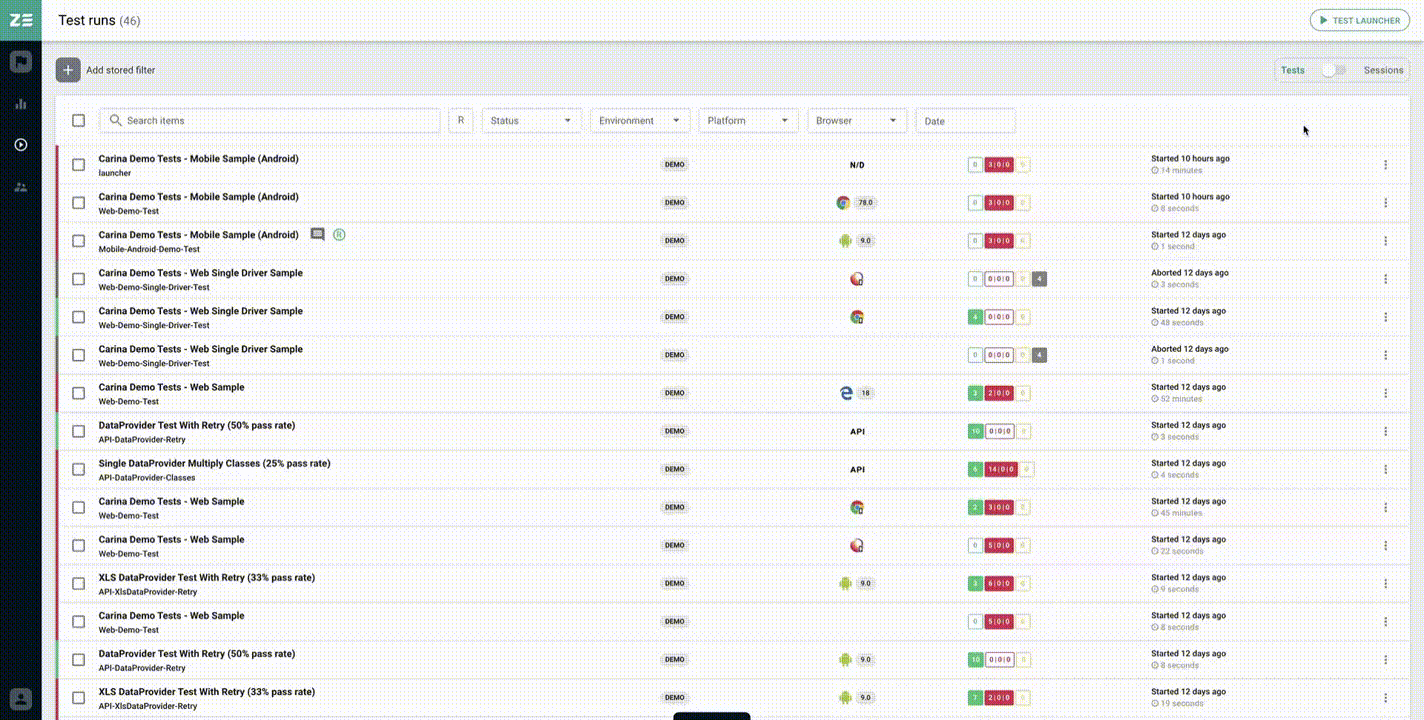 ZE
Test runs (46)
TEST LAUNCHER
Add stored filter
Tests
Sessions
Search items
R
Status
Environment
Platform
Browser
Date
Carina Demo Tests - Mobile Sample (Android)
launcher
DEMO
N/D
0 3|0|0 0
Started 10 hours ago
14 minutes
Carina Demo Tests - Mobile Sample (Android)
Web-Demo-Test
DEMO
78.0
0 3|0|0 0
Started 10 hours ago
8 seconds
Carina Demo Tests - Mobile Sample (Android) R
Mobile-Android-Demo-Test
DEMO
9.0
0 3|0|0 0
Started 12 days ago
1 second
Carina Demo Tests - Web Single Driver Sample
Web-Demo-Single-Driver-Test
DEMO
0 0|0|0 0 4
Aborted 12 days ago
3 seconds
Carina Demo Tests - Web Single Driver Sample
Web-Demo-Single-Driver-Test
DEMO
4 0|0|0 0
Started 12 days ago
48 seconds
Carina Demo Tests - Web Single Driver Sample
Web-Demo-Single-Driver-Test
DEMO
0 0|0|0 0 4
Aborted 12 days ago
1 second
Carina Demo Tests - Web Sample
Web-Demo-Test
DEMO
18
3 2|0|0 0
Started 12 days ago
52 minutes
DataProvider Test With Retry (50% pass rate)
API-DataProvider-Retry
DEMO
API
10 0|0|0 0
Started 12 days ago
3 seconds
Single DataProvider Multiply Classes (25% pass rate)
API-DataProvider-Classes
DEMO
API
6 14|0|0 0
Started 12 days ago
4 seconds
Carina Demo Tests - Web Sample
Web-Demo-Test
DEMO
2 3|0|0 0
Started 12 days ago
45 minutes
Carina Demo Tests - Web Sample
Web-Demo-Test
DEMO
0 5|0|0 0
Started 12 days ago
22 seconds
XLS DataProvider Test With Retry (33% pass rate)
API-XlsDataProvider-Retry
DEMO
9.0
3 6|0|0 0
Started 12 days ago
9 seconds
Carina Demo Tests - Web Sample
Web-Demo-Test
DEMO
0 5|0|0 0
Started 12 days ago
8 seconds
DataProvider Test With Retry (50% pass rate)
API-DataProvider-Retry
DEMO
9.0
10 0|0|0 0
Started 12 days ago
8 seconds
XLS DataProvider Test With Retry (33% pass rate)
API-XlsDataProvider-Retry
DEMO
9.0
7 2|0|0 0
Started 12 days ago
19 seconds